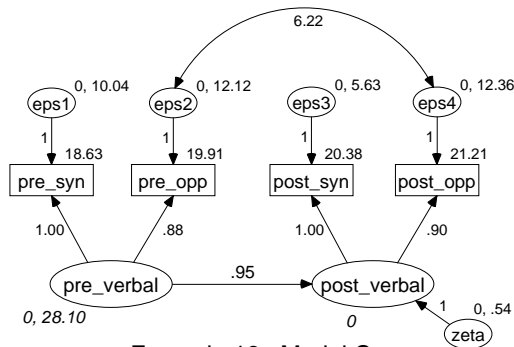 6.22
0, 10.04 0, 12.12 0, 5.63 0, 12.36
eps1 eps2 eps3 eps4
1 1 1 1
18.63 19.91 20.38 21.21
pre_syn pre_opp post_syn post_opp
1.00 .88 1.00 .90
.95
pre_verbal post_verbal
0, 28.10 0 1 0, .54
zeta